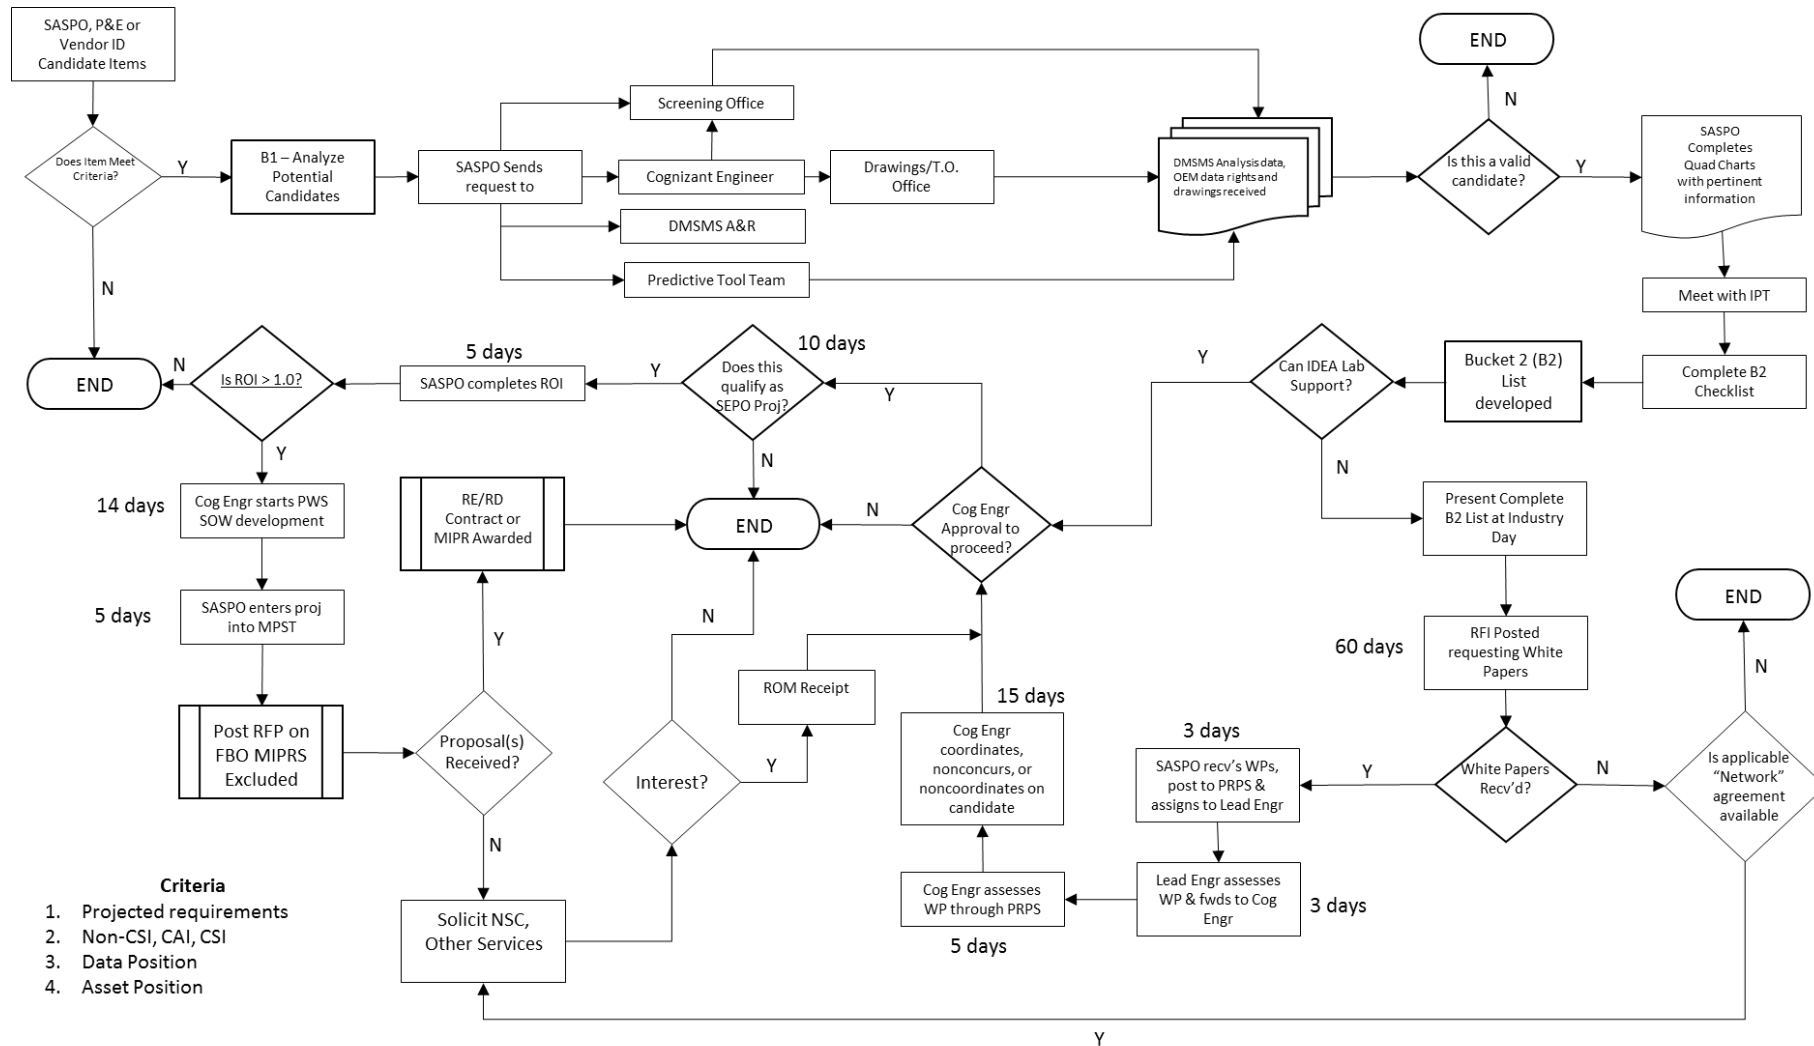 SASPO, P&E or
Vendor ID
Candidate Items
Does Item Meet
Criteria?
Y
N
END
B1 – Analyze
Potential
Candidates
SASPO Sends
request to
Screening Office
Cognizant Engineer
DMSMS A&R
Predictive Tool Team
Drawings/T.O.
Office
DMSMS Analysis data,
OEM data rights and
drawings received
END
N
Is this a valid
candidate?
Y
SASPO
Completes
Quad Charts
with pertinent
information
Meet with IPT
Complete B2
Checklist
Bucket 2 (B2)
List
developed
Can IDEA Lab
Support?
Y
N
Present Complete
B2 List at Industry
Day
60 days
RFI Posted
requesting White
Papers
White Papers
Recv'd?
Y
N
Is applicable
“Network”
agreement
available
N
END
Y
3 days
SASPO recv’s WPs,
post to PRPS &
assigns to Lead Engr
Lead Engr assesses
WP & fwds to Cog
Engr
3 days
Cog Engr assesses
WP through PRPS
5 days
15 days
Cog Engr
coordinates,
nonconcurs, or
noncoordinates on
candidate
Cog Engr
Approval to
proceed?
Y
N
END
10 days
Does this
qualify as
SEPO Proj?
Y
N
5 days
SASPO completes ROI
Is ROI > 1.0?
N
Y
14 days
Cog Engr starts PWS
SOW development
5 days
SASPO enters proj
into MPST
Post RFP on
FBO MIPRS
Excluded
Proposal(s)
Received?
Y
N
RE/RD
Contract or
MIPR Awarded
Solicit NSC,
Other Services
Interest?
N
Y
ROM Receipt
Criteria
1. Projected requirements
2. Non-CSI, CAI, CSI
3. Data Position
4. Asset Position